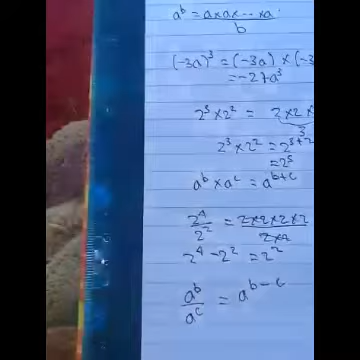 a^b = a×a× ... ×a.
b
(-3a)^3 = (-3a) × (-3
= -27a^3
2^3 × 2^2 = 2×2×
3
2^3 × 2^2 = 2^3+2
= 2^5
a^b × a^c = a^b+c
2^4/2^2 = 2×2×2×2/2×2
2^4-2^2 = 2^2
a^b/a^c = a^b-c